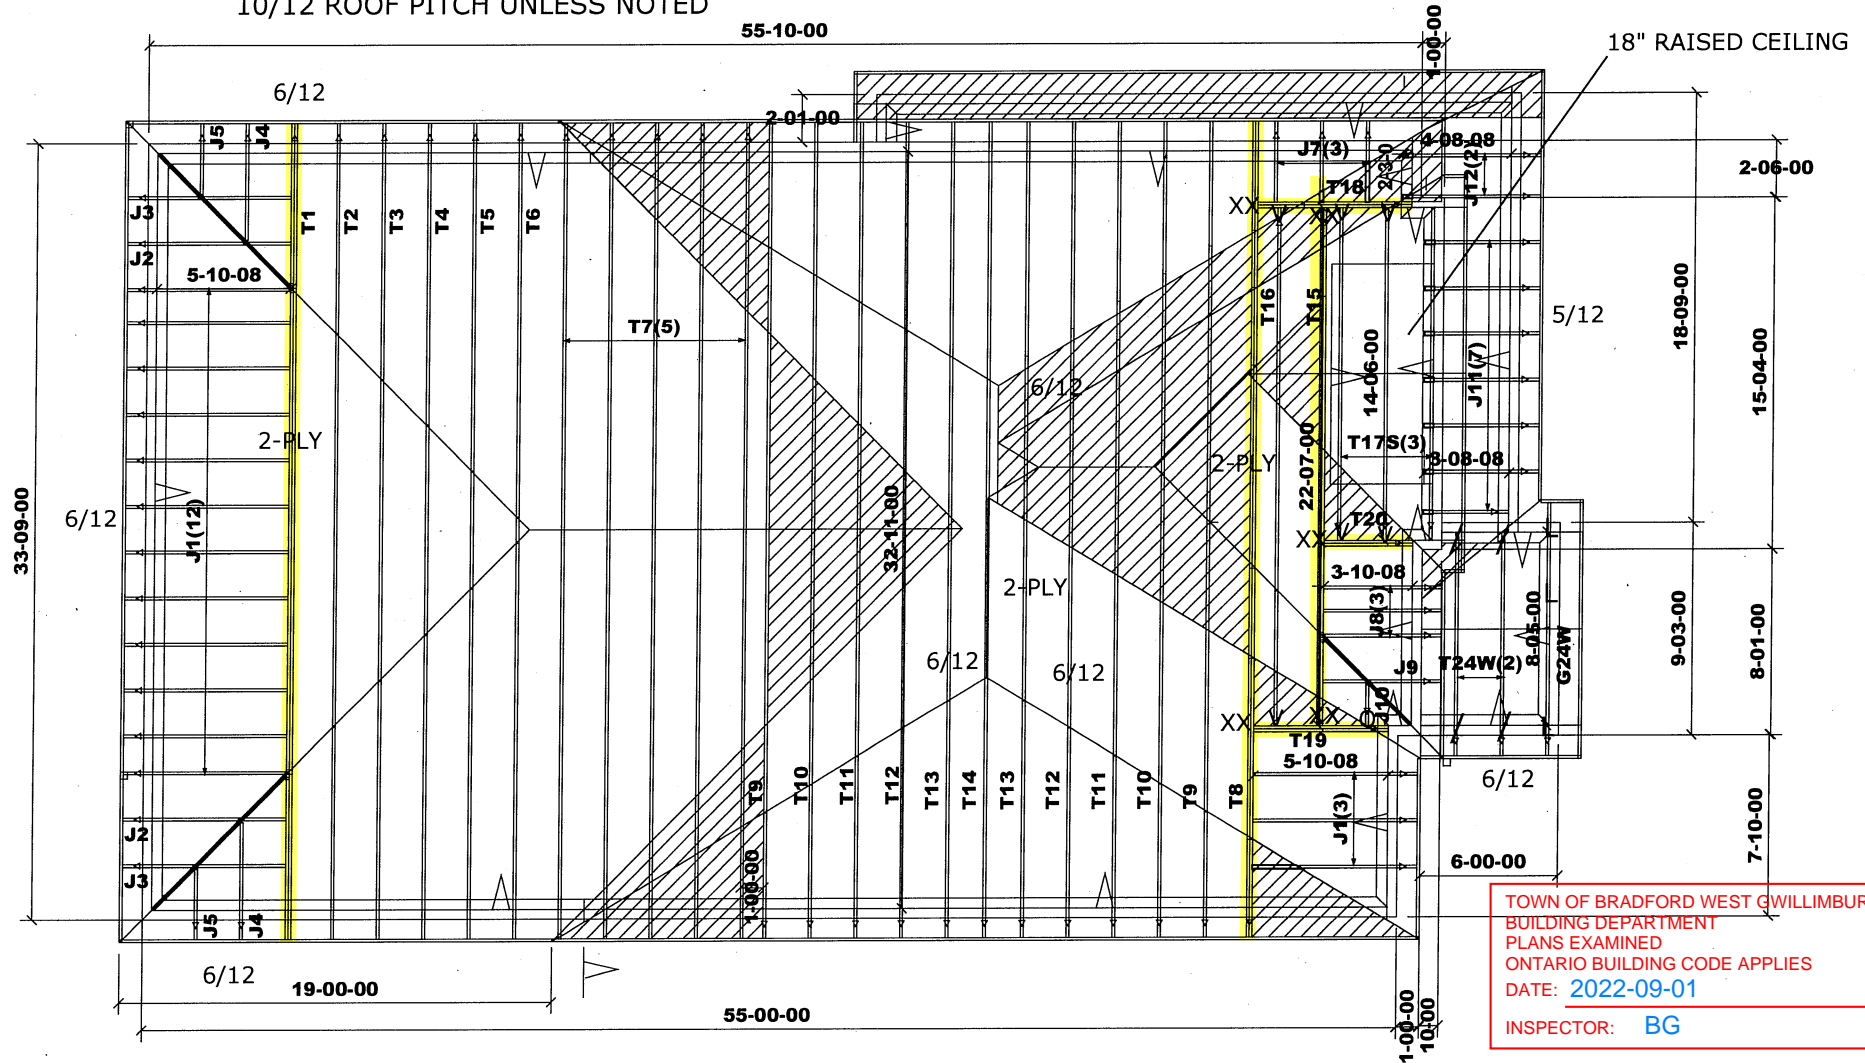 10/12 ROOF PITCH UNLESS NOTED
55-10-00
1-00-00
18" RAISED CEILING
6/12
2-01-00
J5
J4
J7(3)
2-3-0
4-08-08
J12(2)
2-06-00
T18
XX
J3
J2
5-10-08
T1
T2
T3
T4
T5
T6
T7(5)
T16
T15
14-06-00
J11(7)
5/12
18-09-00
15-04-00
6/12
2-PLY
2-PLY
22-07-00
T17S(3)
3-08-08
33-09-00
6/12
J1(12)
32-11-00
T20
XX
3-10-08
J8(3)
2-PLY
8-05-00
G24W
9-03-00
8-01-00
6/12
6/12
J9
T24W(2)
J10
XX
XX
T19
5-10-08
T9
T10
T11
T12
T13
T14
T13
T12
T11
T10
T9
T8
J1(3)
6/12
7-10-00
J2
J3
J5
J4
1-00-00
6-00-00
6/12
19-00-00
55-00-00
1-00-00
10-00
TOWN OF BRADFORD WEST GWILLIMBUR
BUILDING DEPARTMENT
PLANS EXAMINED
ONTARIO BUILDING CODE APPLIES
DATE: 2022-09-01
INSPECTOR: BG